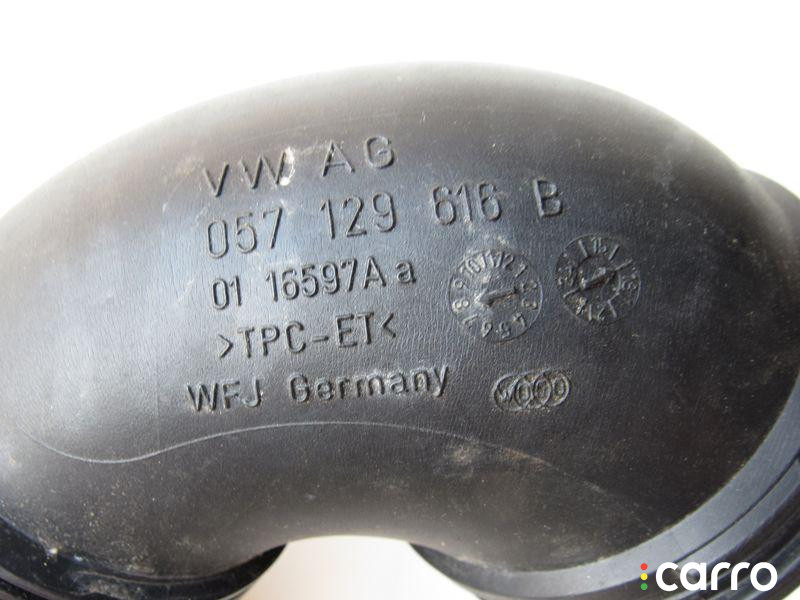 VW AG
057 129 616 B
01 16597A a
>TPC-ET<
WFJ Germany
carro